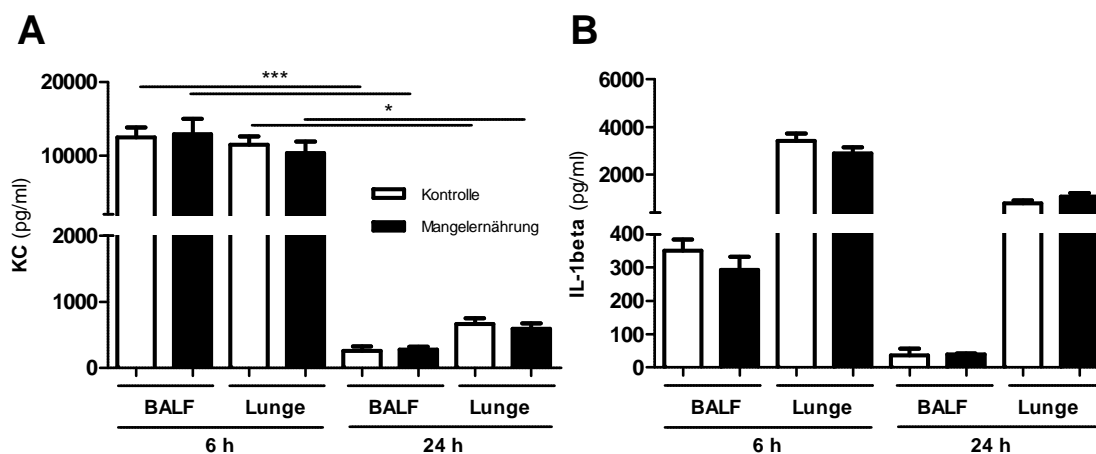 A
KC (pg/ml)
20000
10000
2000
1000
0
***
*
Kontrolle
Mangelernährung
BALF Lunge BALF Lunge
6 h 24 h
B
IL-1beta (pg/ml)
6000
4000
2000
400
300
200
100
0
BALF Lunge BALF Lunge
6 h 24 h